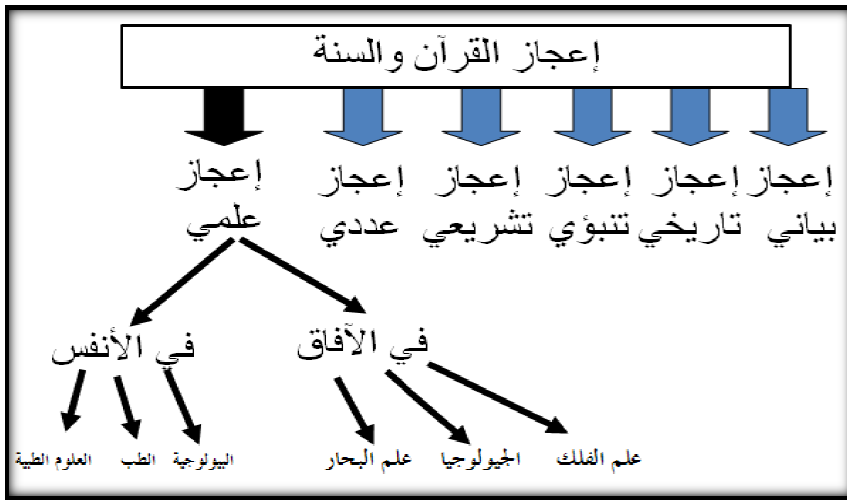 إعجاز القرآن والسنة
إعجاز بياني
إعجاز تاريخي
إعجاز تنبؤي
إعجاز تشريعي
إعجاز عددي
إعجاز علمي
في الآفاق
في الأنفس
علم الفلك
الجيولوجيا
علم البحار
البيولوجية
الطب
العلوم الطبية